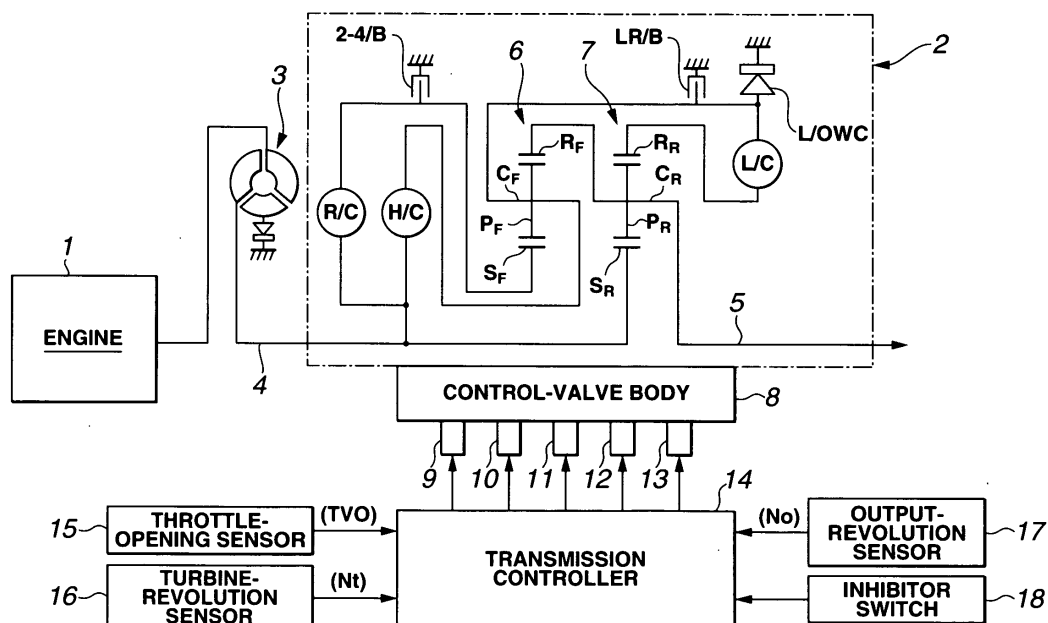 2-4/B
LR/B
2
3
6
7
L/OWC
RF
RR
L/C
CF
CR
R/C
H/C
PF
PR
SF
SR
1
ENGINE
4
5
CONTROL-VALVE BODY
8
9
10
11
12
13
14
15
THROTTLE-
OPENING SENSOR
(TVO)
TRANSMISSION
CONTROLLER
(No)
OUTPUT-
REVOLUTION
SENSOR
17
16
TURBINE-
REVOLUTION
SENSOR
(Nt)
INHIBITOR
SWITCH
18